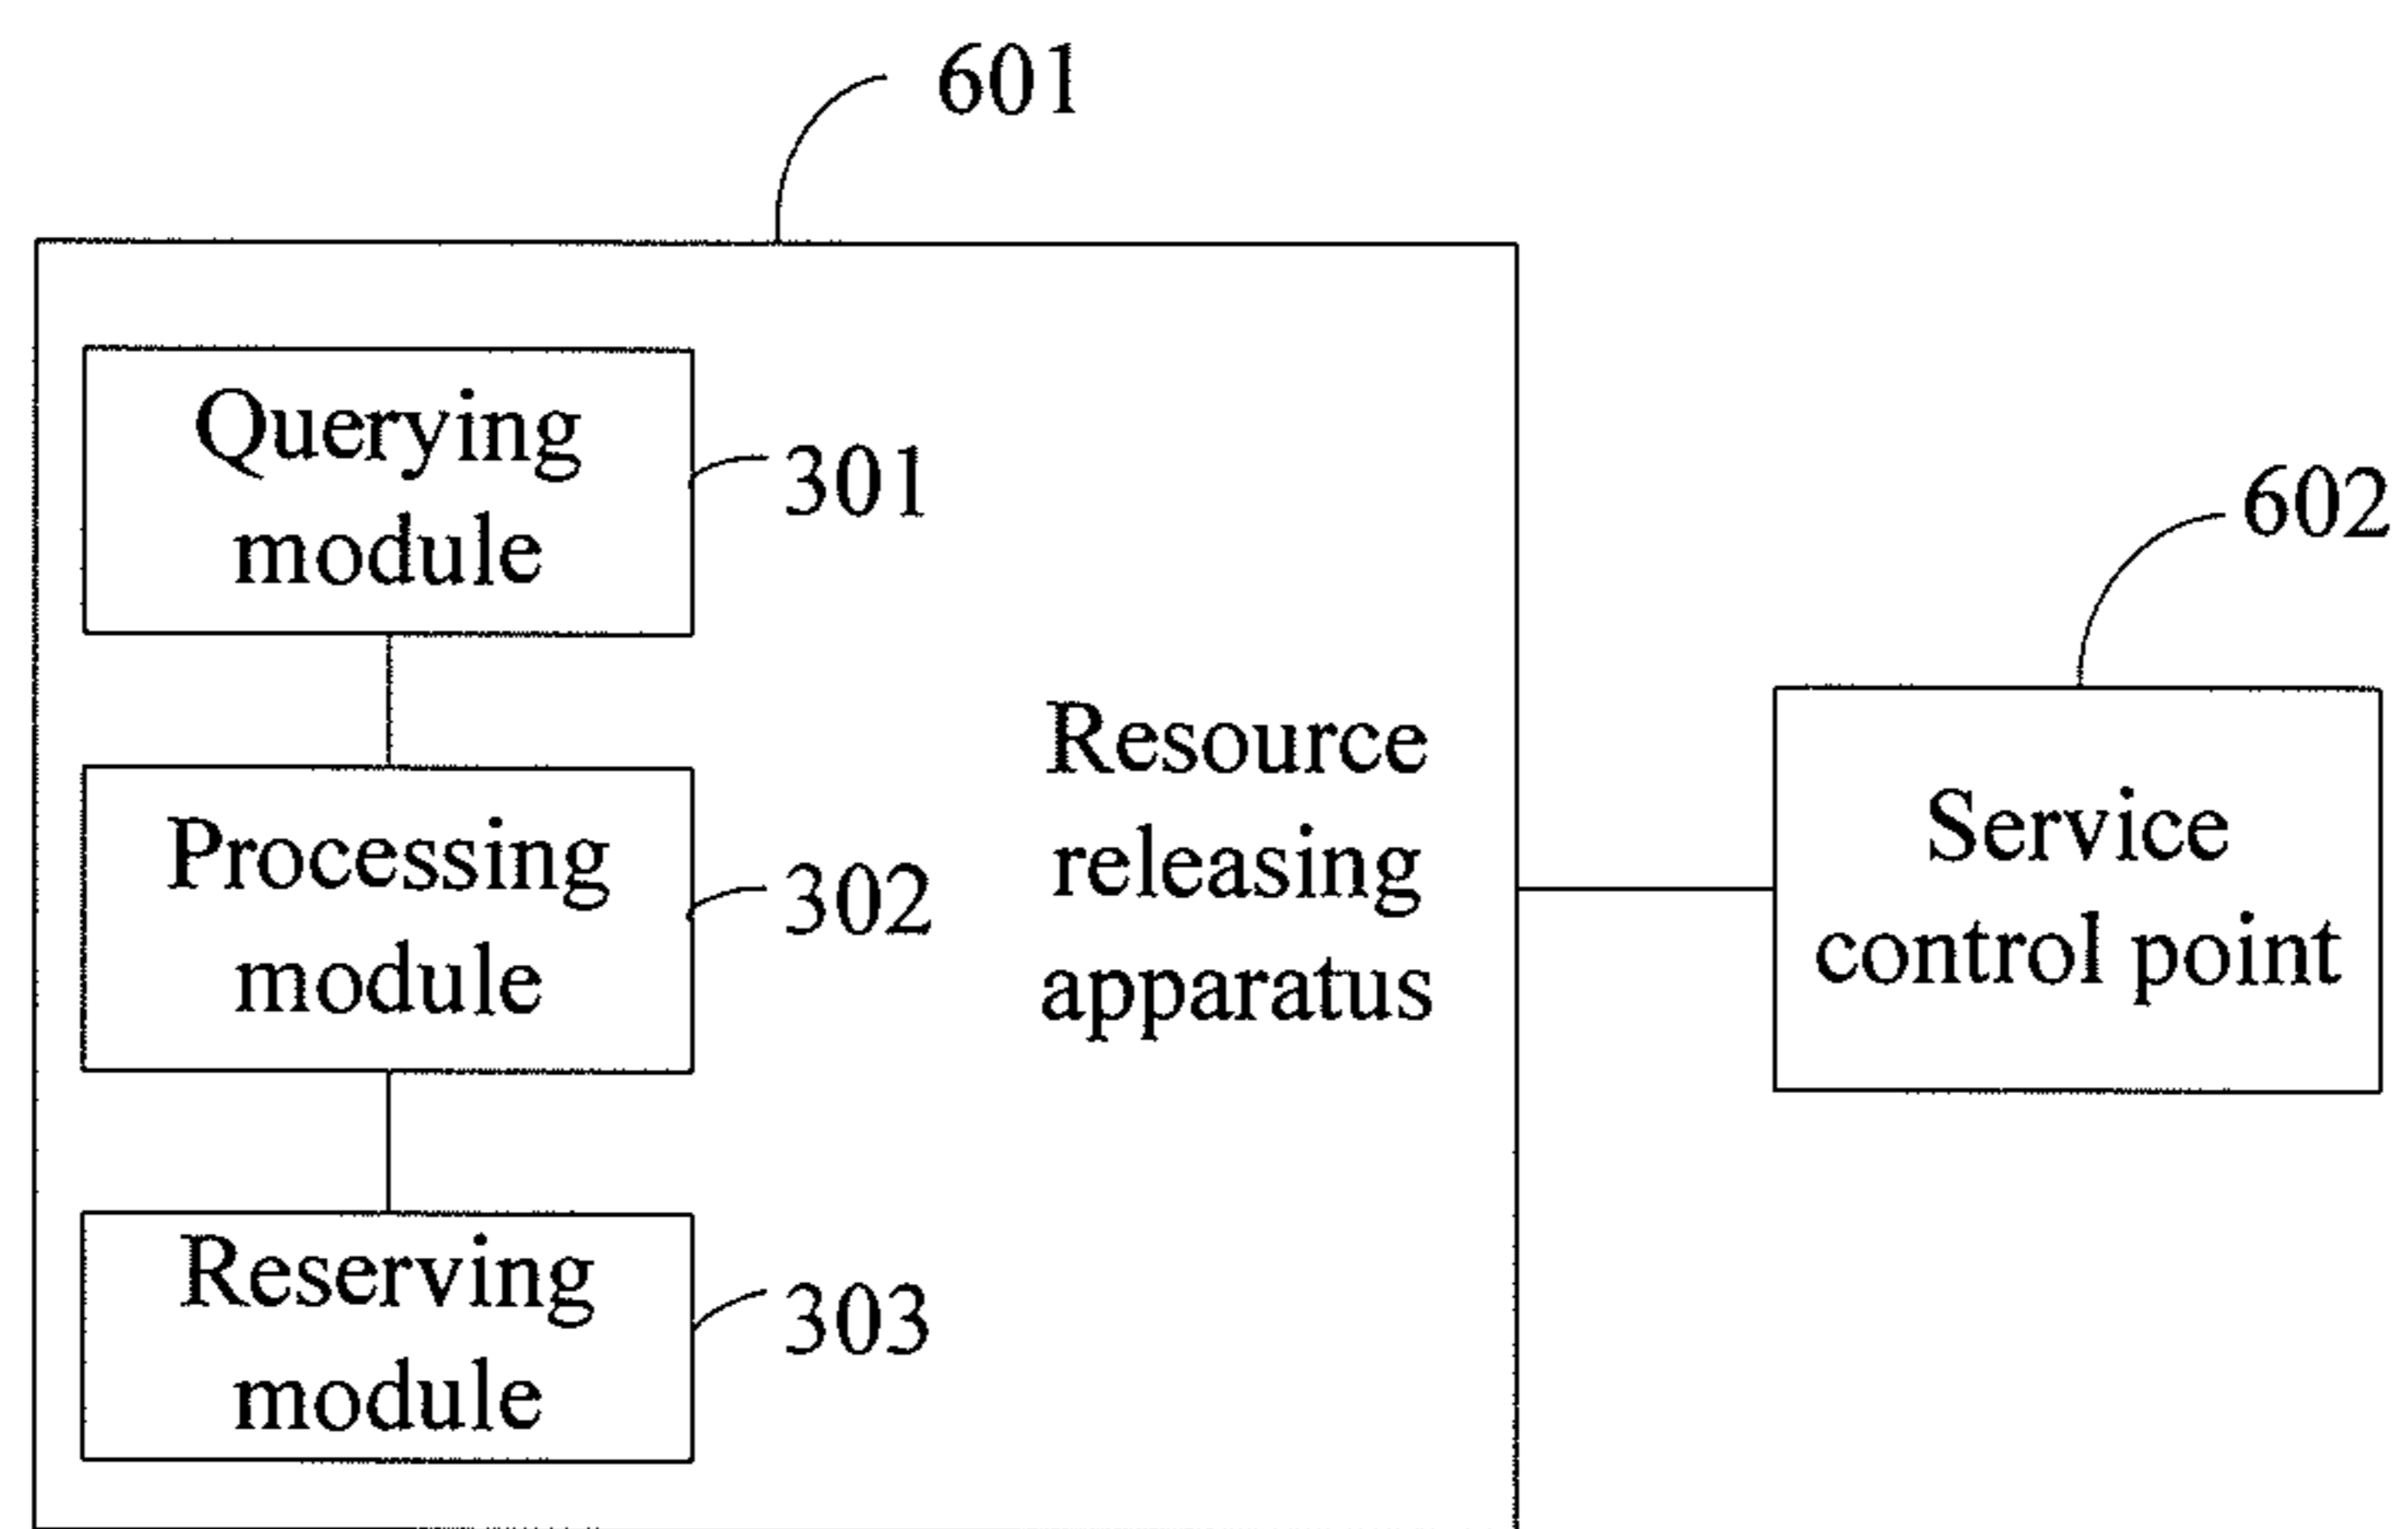 601
Querying
module
301
602
Processing
module
302
Resource
releasing
apparatus
Service
control point
Reserving
module
303